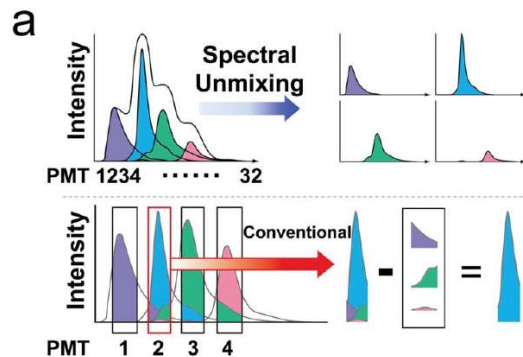 a
Intensity
Spectral
Unmixing
PMT 1234 ······ 32
Intensity
Conventional
- =
PMT 1 2 3 4